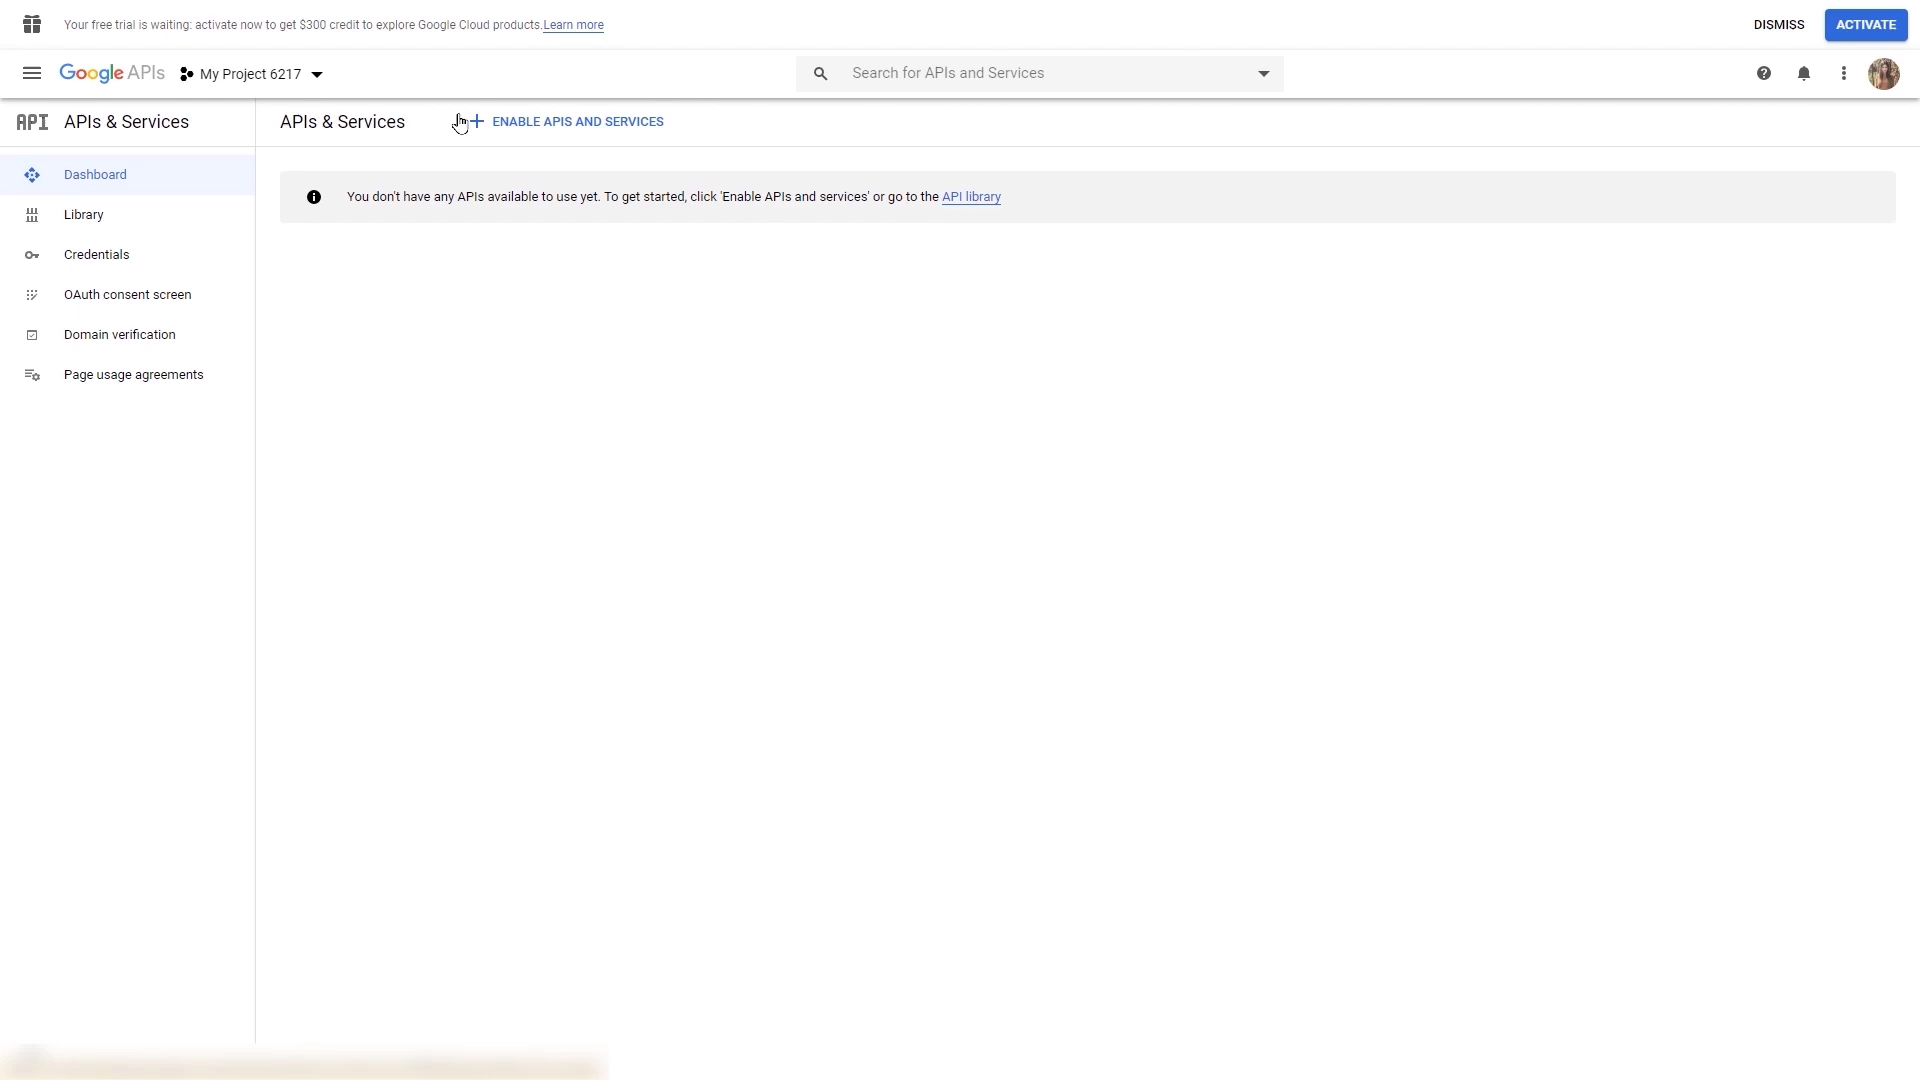 Your free trial is waiting: activate now to get $300 credit to explore Google Cloud products. Learn more
DISMISS
ACTIVATE
Google APIs
My Project 6217
Search for APIs and Services
API APIs & Services
APIs & Services
ENABLE APIS AND SERVICES
Dashboard
You don't have any APIs available to use yet. To get started, click 'Enable APIs and services' or go to the API library
Library
Credentials
OAuth consent screen
Domain verification
Page usage agreements